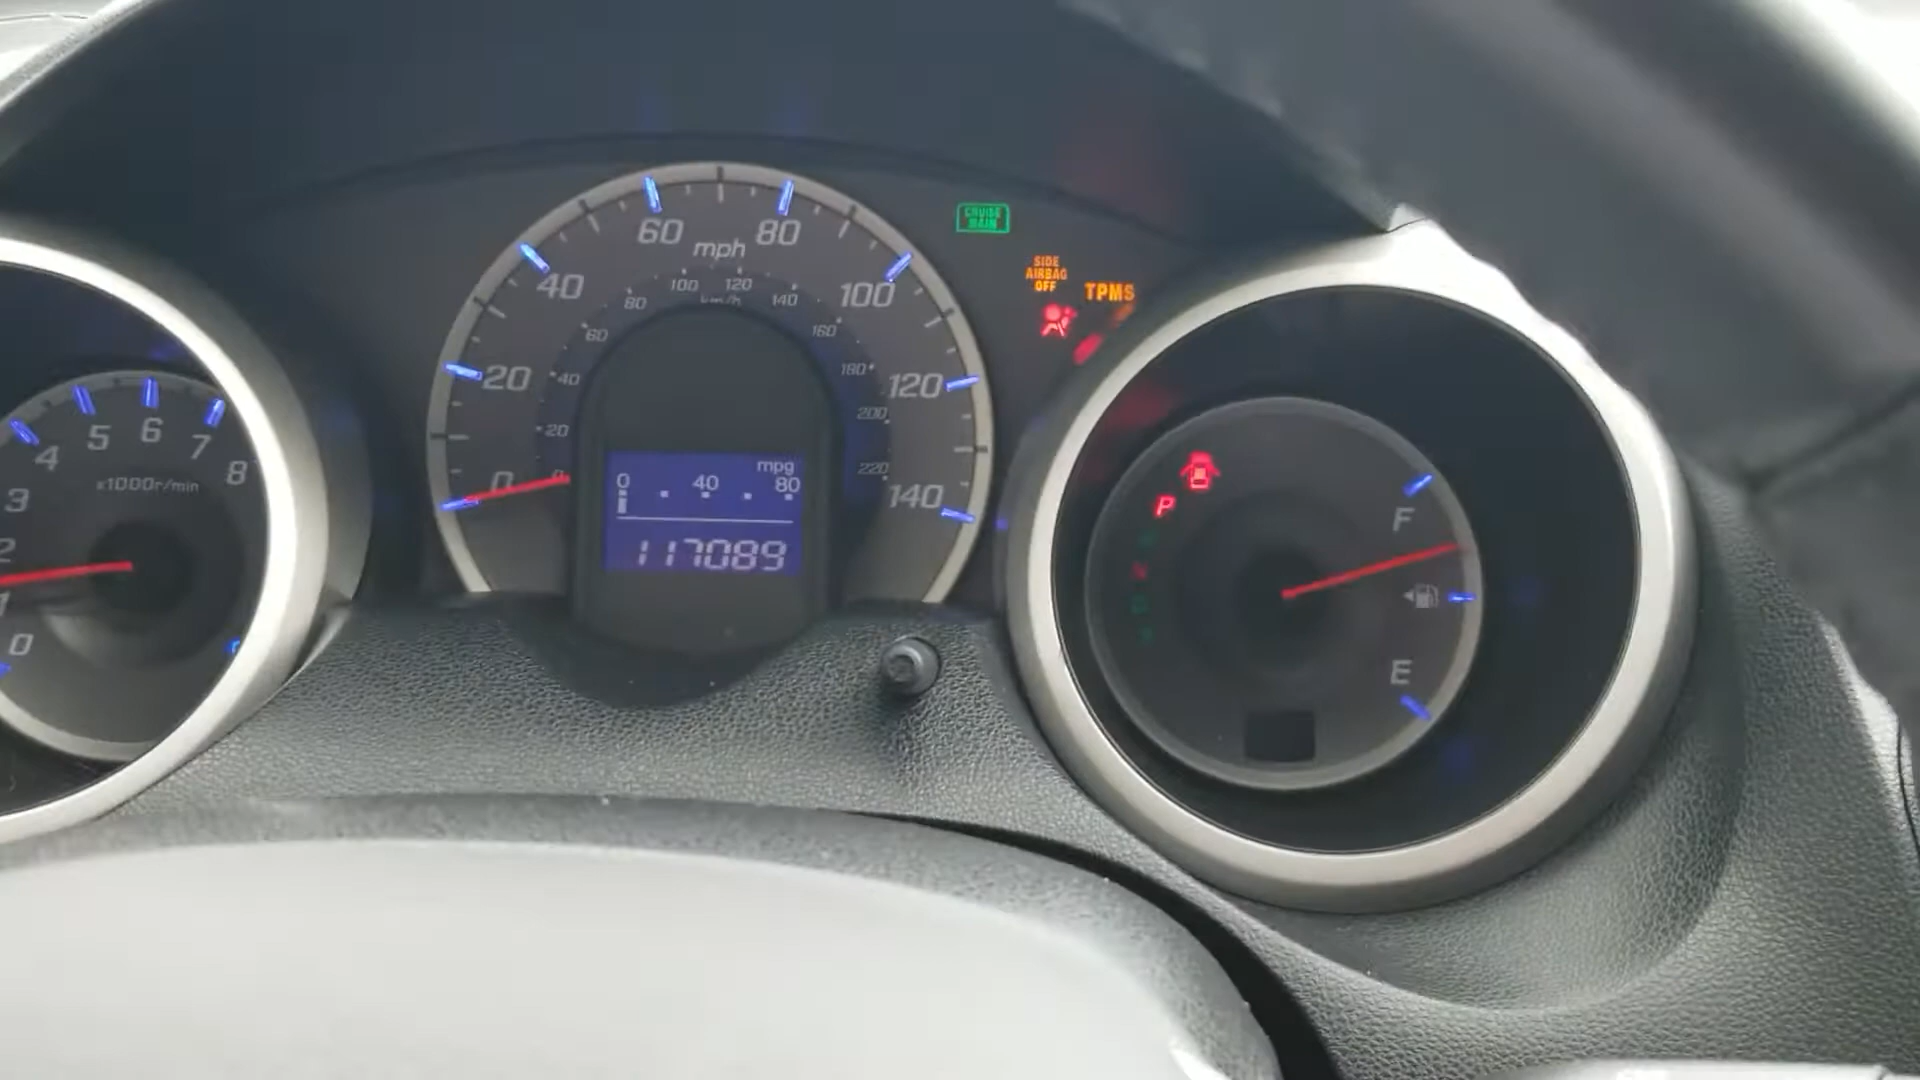 4 5 6 7 8
3
x1000r/min
2
1
0
60 80
mph
40 100
20 120
0 140
100 120
km/h
80 140
60 160
40 180
20 200
0 220
mpg
0 40 80
117089
CRUISE
MAIN
SIDE
AIRBAG
OFF
TPMS
P
N
D
F
E